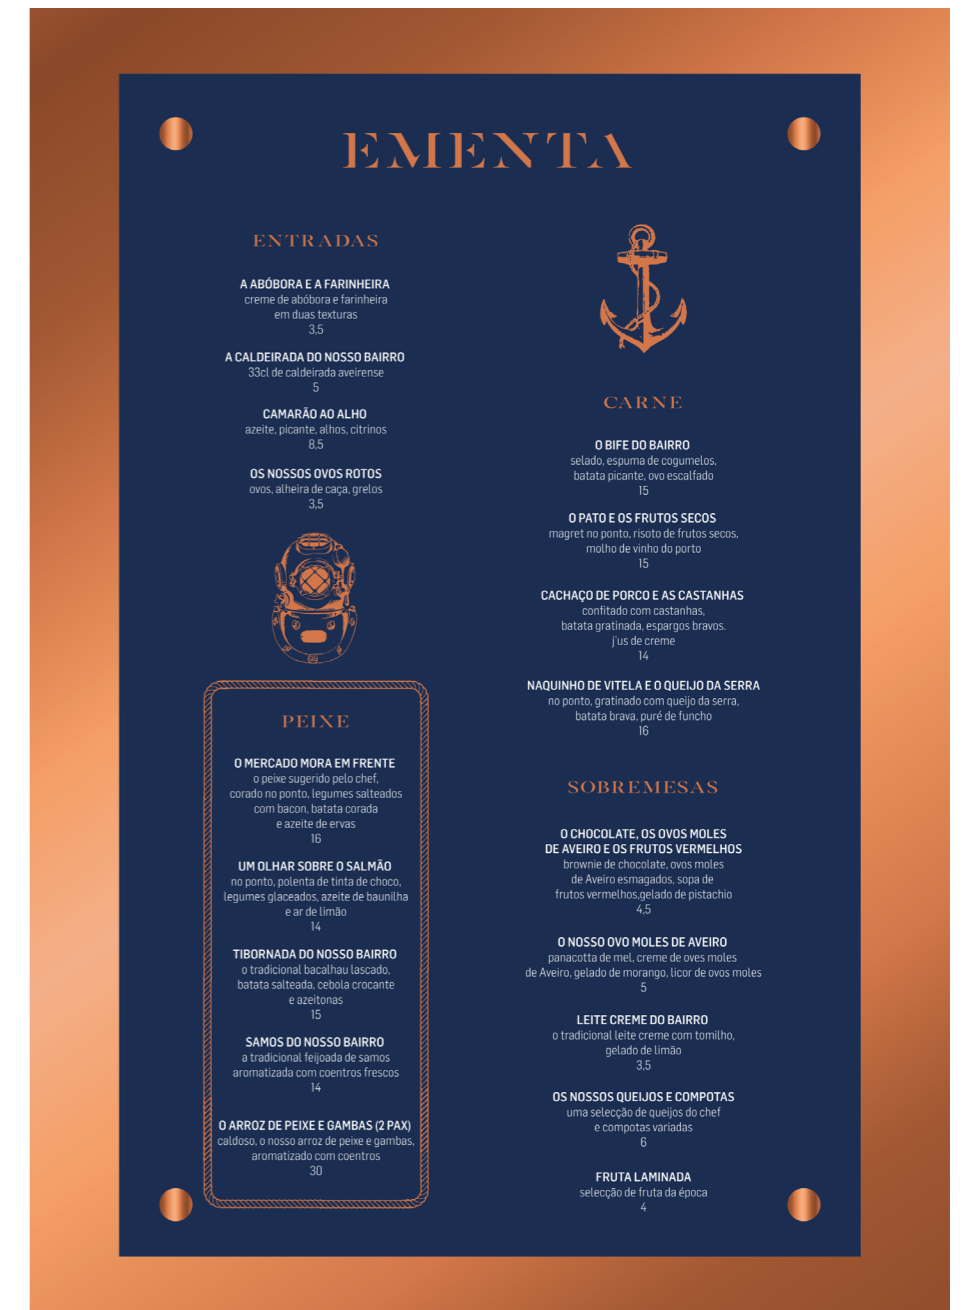 EMENTA
ENTRADAS
A ABÓBORA E A FARINHEIRA
creme de abóbora e farinheira
em duas texturas
3,5
A CALDEIRADA DO NOSSO BAIRRO
33cl de caldeirada aveirense
5
CAMARÃO AO ALHO
azeite, picante, alhos, citrinos
8,5
OS NOSSOS OVOS ROTOS
ovos, alheira de caça, grelos
3,5
PEIXE
O MERCADO MORA EM FRENTE
o peixe sugerido pelo chef,
corado no ponto, legumes salteados
com bacon, batata corada
e azeite de ervas
16
UM OLHAR SOBRE O SALMÃO
no ponto, polenta de tinta de choco,
legumes glaceados, azeite de baunilha
e ar de limão
14
TIBORNADA DO NOSSO BAIRRO
o tradicional bacalhau lascado,
batata salteada, cebola crocante
e azeitonas
15
SAMOS DO NOSSO BAIRRO
a tradicional feijoada de samos
aromatizada com coentros frescos
14
O ARROZ DE PEIXE E GAMBAS (2 PAX)
caldoso, o nosso arroz de peixe e gambas,
aromatizado com coentros
30
CARNE
O BIFE DO BAIRRO
selado, espuma de cogumelos,
batata picante, ovo escalfado
15
O PATO E OS FRUTOS SECOS
magret no ponto, risoto de frutos secos,
molho de vinho do porto
15
CACHAÇO DE PORCO E AS CASTANHAS
confitado com castanhas,
batata gratinada, espargos bravos.
j'us de creme
14
NAQUINHO DE VITELA E O QUEIJO DA SERRA
no ponto, gratinado com queijo da serra,
batata brava, puré de funcho
16
SOBREMESAS
O CHOCOLATE, OS OVOS MOLES
DE AVEIRO E OS FRUTOS VERMELHOS
brownie de chocolate, ovos moles
de Aveiro esmagados, sopa de
frutos vermelhos,gelado de pistachio
4,5
O NOSSO OVO MOLES DE AVEIRO
panacotta de mel, creme de oves moles
de Aveiro, gelado de morango, licor de ovos moles
5
LEITE CREME DO BAIRRO
o tradicional leite creme com tomilho,
gelado de limão
3,5
OS NOSSOS QUEIJOS E COMPOTAS
uma selecção de queijos do chef
e compotas variadas
6
FRUTA LAMINADA
selecção de fruta da época
4